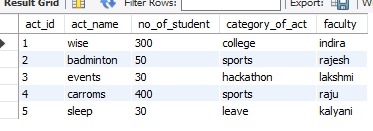 Result Grid Filter Rows: Export:
act_id act_name no_of_student category_of_act faculty
1 wise 300 college indira
2 badminton 50 sports rajesh
3 events 30 hackathon lakshmi
4 carroms 400 sports raju
5 sleep 30 leave kalyani